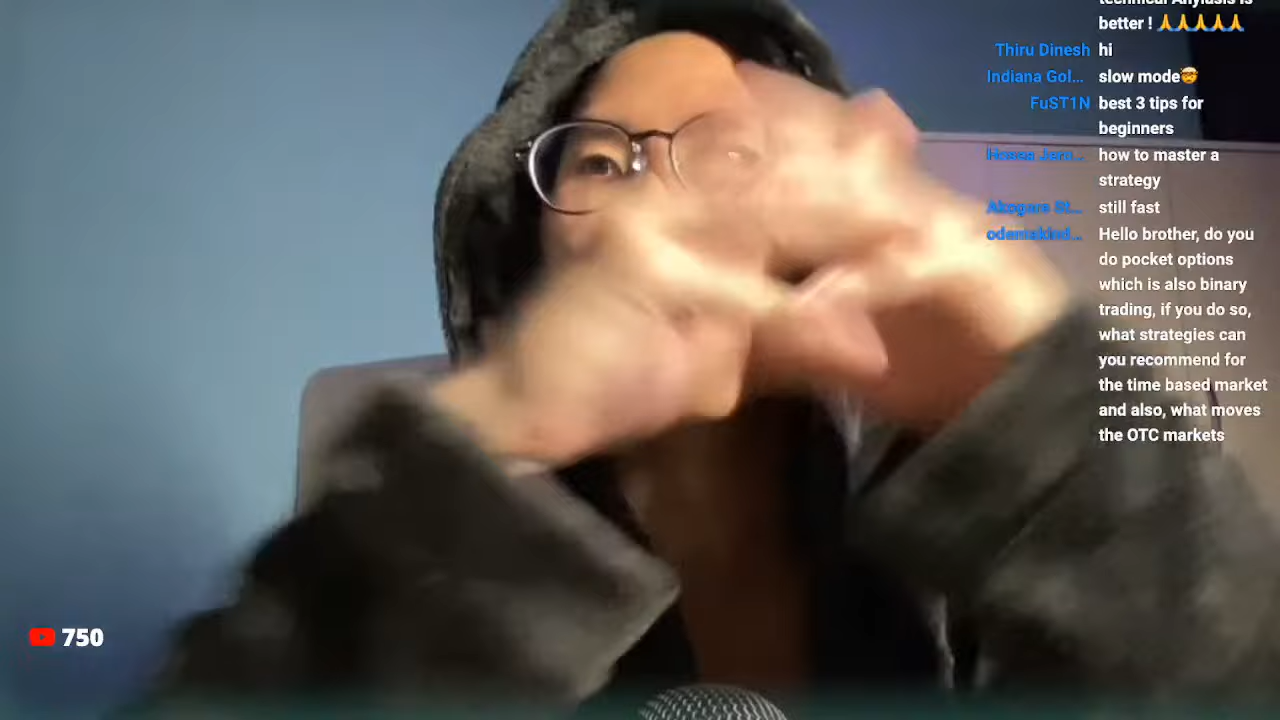 better ! 🙏🙏🙏🙏🙏
Thiru Dinesh hi
Indiana Gol... slow mode🤯
FuST1N best 3 tips for
beginners
how to master a
strategy
still fast
Hello brother, do you
do pocket options
which is also binary
trading, if you do so,
what strategies can
you recommend for
the time based market
and also, what moves
the OTC markets
750